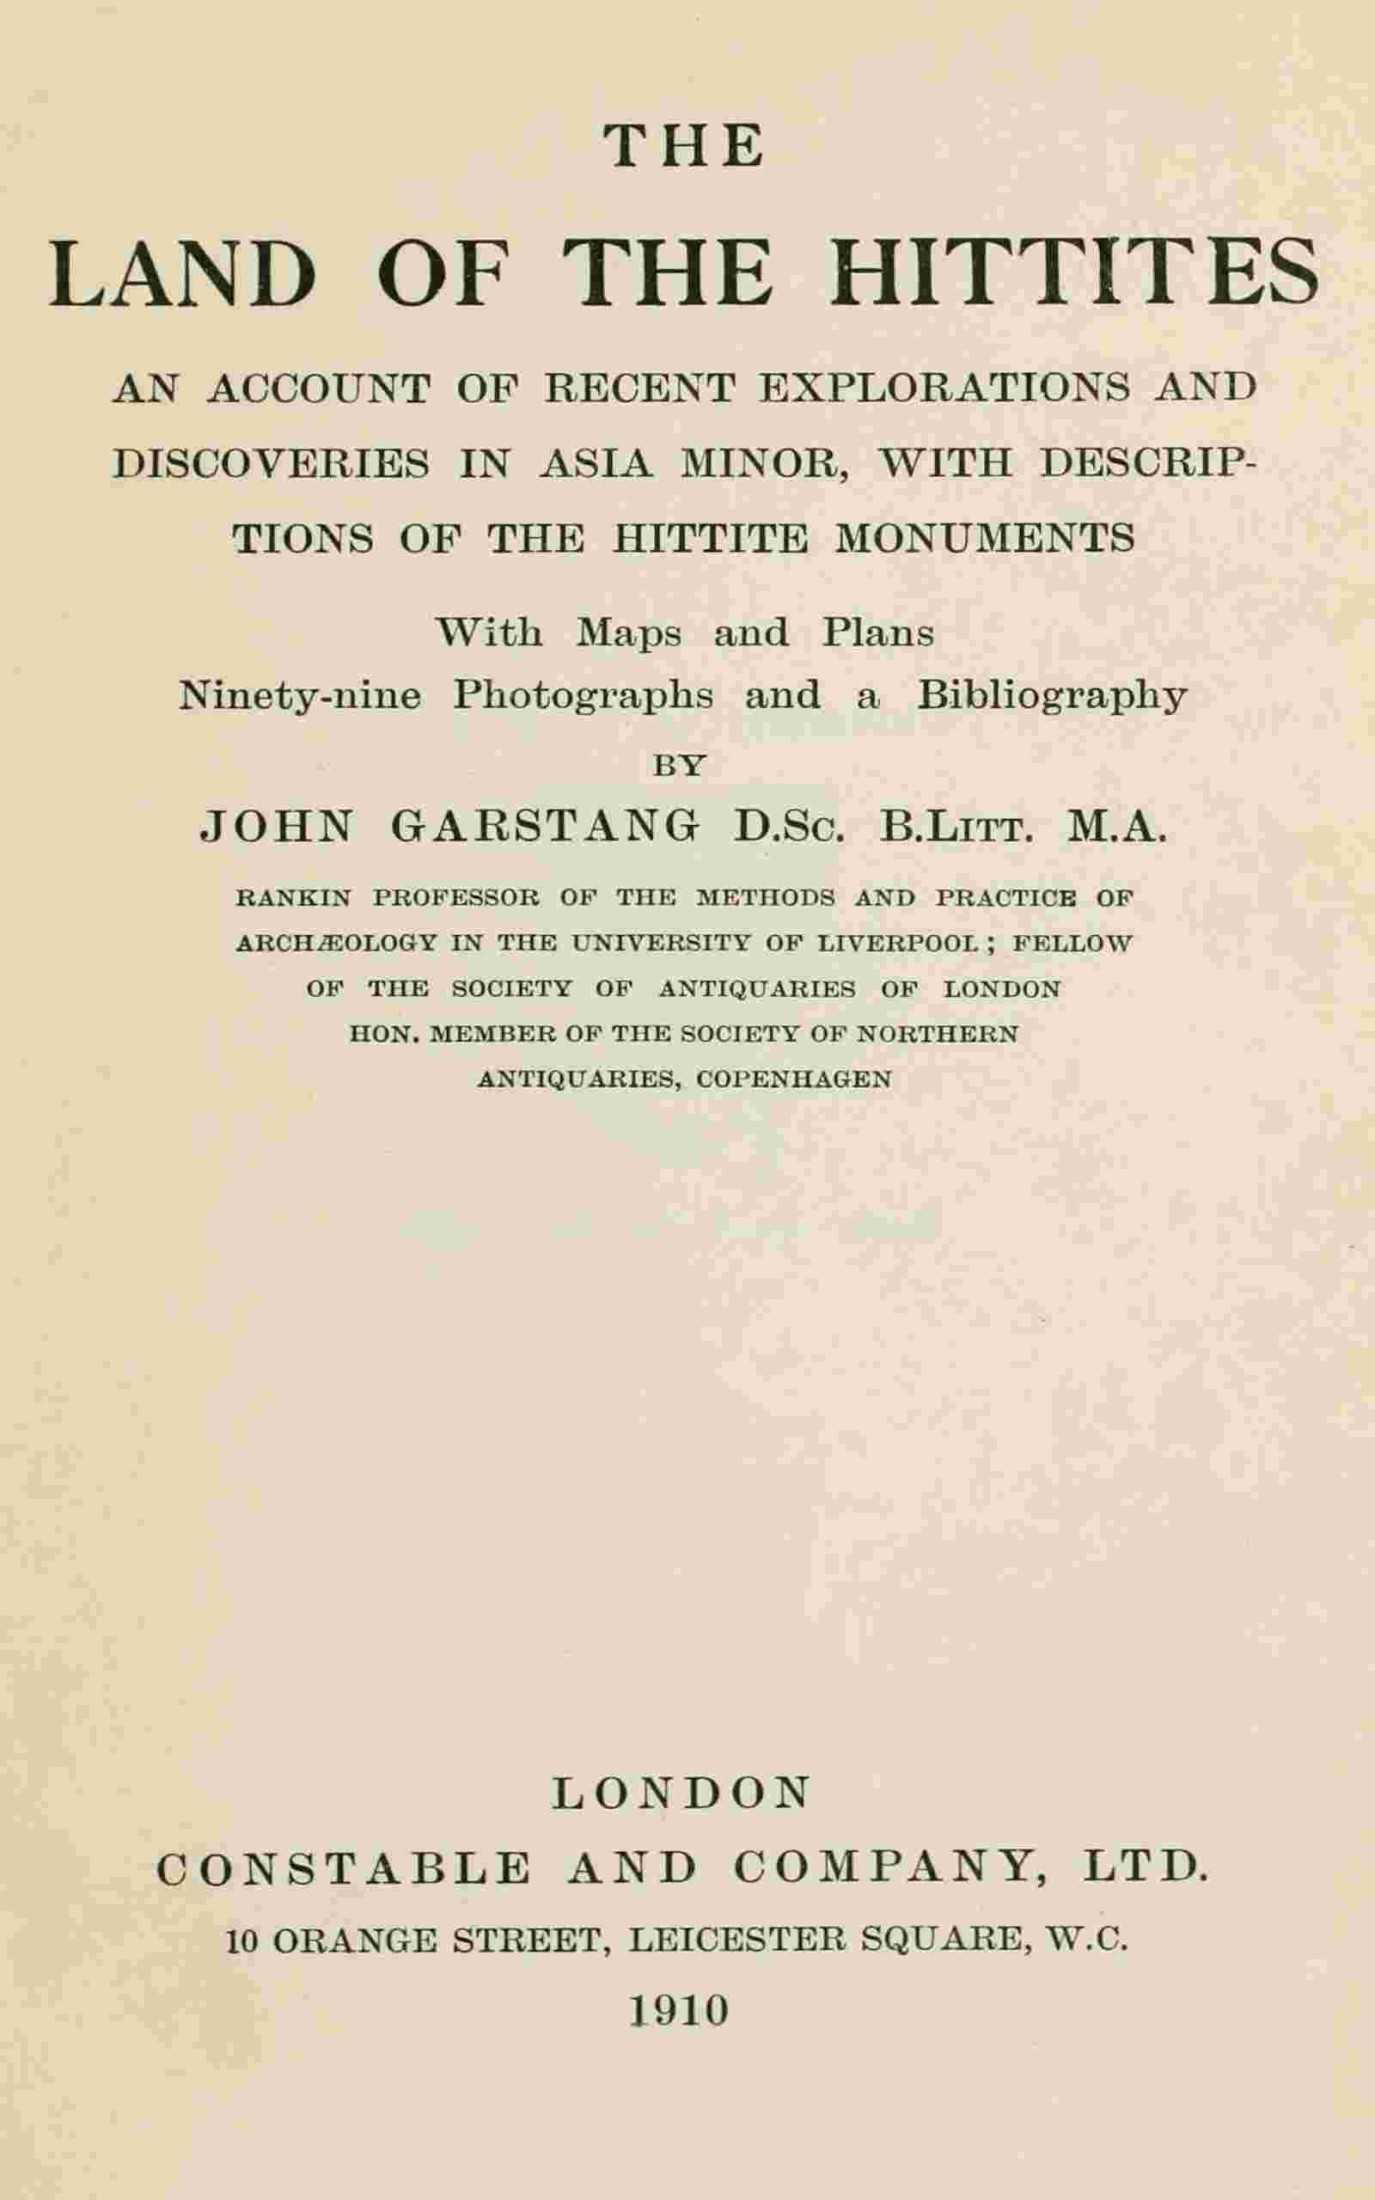 THE
LAND OF THE HITTITES
AN ACCOUNT OF RECENT EXPLORATIONS AND
DISCOVERIES IN ASIA MINOR, WITH DESCRIP-
TIONS OF THE HITTITE MONUMENTS
With Maps and Plans
Ninety-nine Photographs and a Bibliography
BY
JOHN GARSTANG D.Sc. B.Litt. M.A.
RANKIN PROFESSOR OF THE METHODS AND PRACTICE OF
ARCHÆOLOGY IN THE UNIVERSITY OF LIVERPOOL; FELLOW
OF THE SOCIETY OF ANTIQUARIES OF LONDON
HON. MEMBER OF THE SOCIETY OF NORTHERN
ANTIQUARIES, COPENHAGEN
LONDON
CONSTABLE AND COMPANY, LTD.
10 ORANGE STREET, LEICESTER SQUARE, W.C.
1910